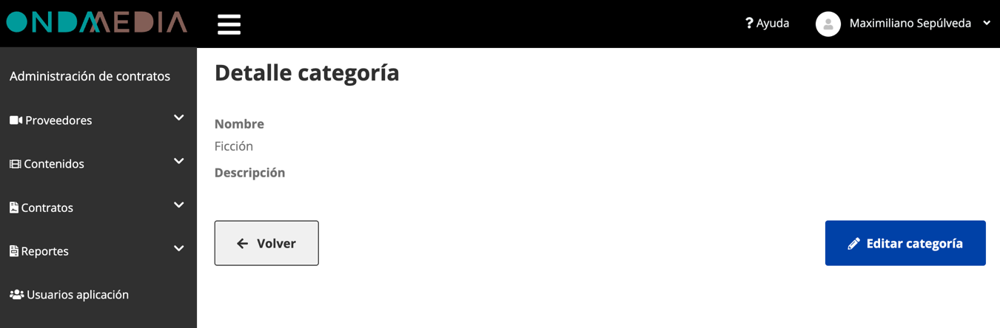 ONDAMEDIA
? Ayuda
Maximiliano Sepúlveda
Administración de contratos
Proveedores
Contenidos
Contratos
Reportes
Usuarios aplicación
Detalle categoría
Nombre
Ficción
Descripción
Volver
Editar categoría